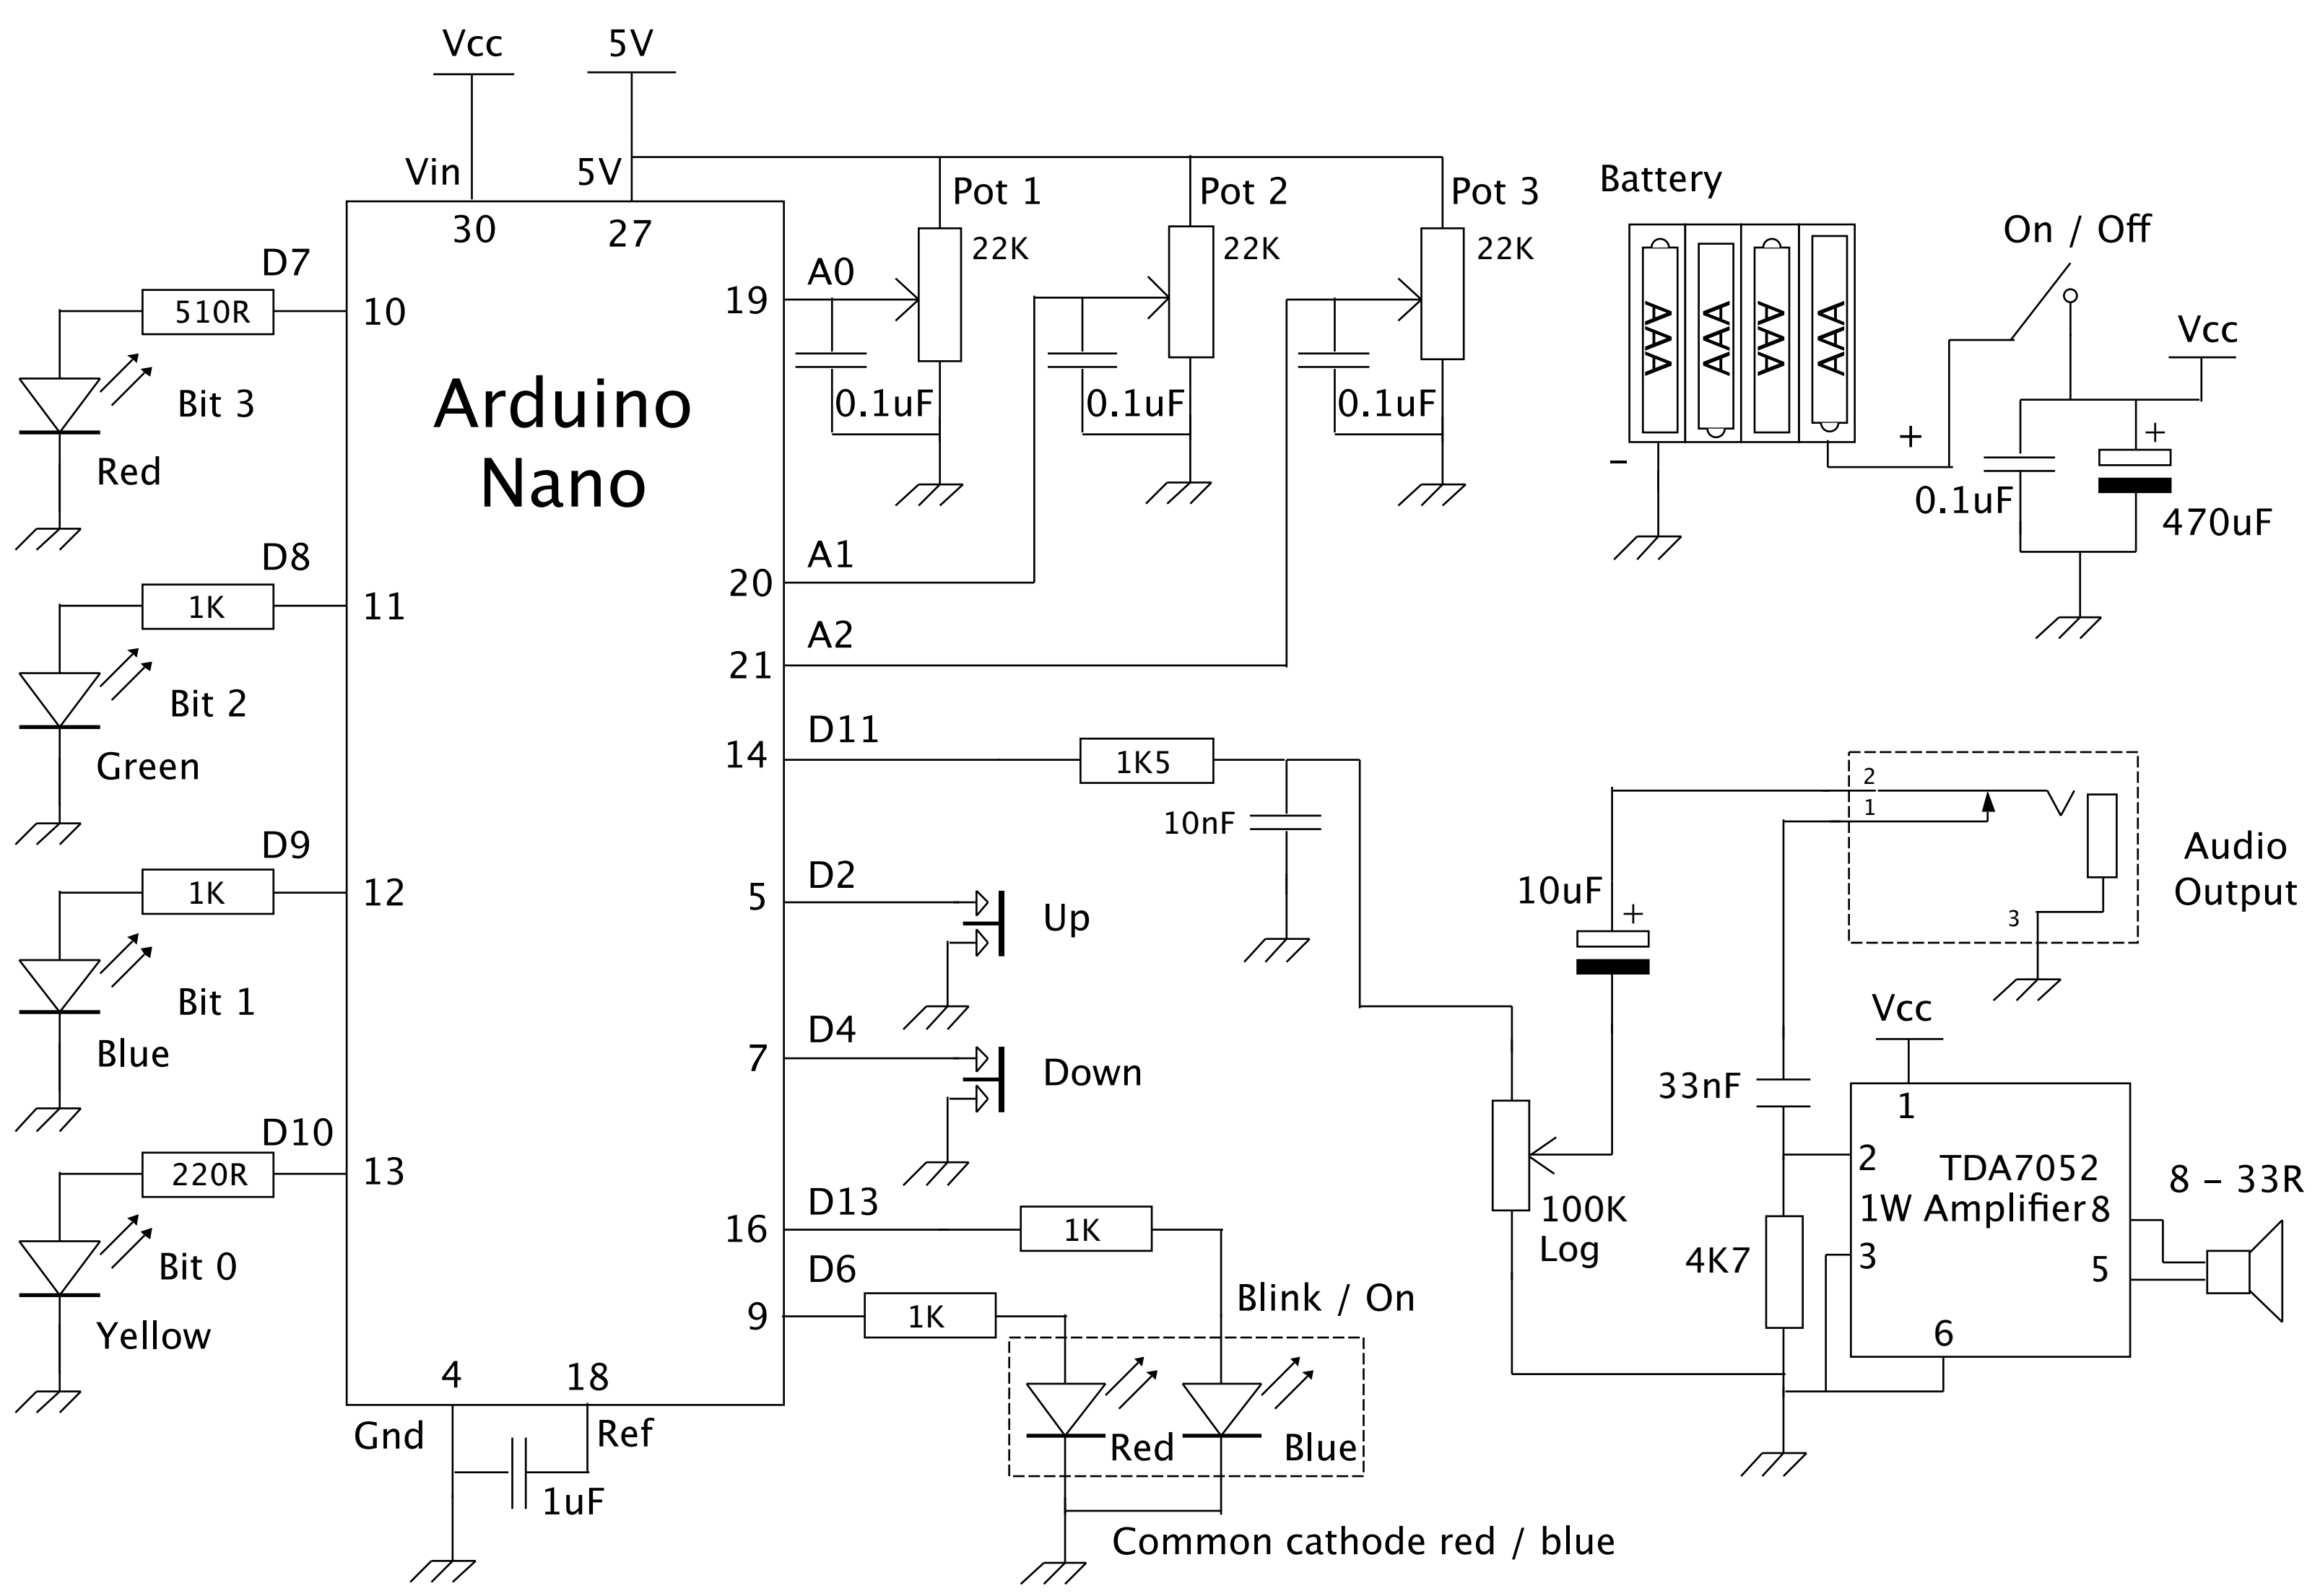 Vcc
5V
Vin
5V
30
27
Arduino
Nano
D7
510R
10
Bit 3
Red
D8
1K
11
Bit 2
Green
D9
1K
12
Bit 1
Blue
D10
220R
13
Bit 0
Yellow
4
18
Gnd
Ref
1uF
19
A0
Pot 1
22K
0.1uF
Pot 2
22K
0.1uF
Pot 3
22K
0.1uF
20
A1
21
A2
14
D11
1K5
10nF
5
D2
Up
7
D4
Down
16
D13
1K
9
D6
1K
Blink / On
Red
Blue
Common cathode red / blue
Battery
AAA
AAA
AAA
AAA
–
+
On / Off
Vcc
0.1uF
+
470uF
2
1
3
Audio
Output
10uF
+
100K
Log
33nF
4K7
Vcc
1
2
TDA7052
1W Amplifier
8
3
5
6
8 – 33R